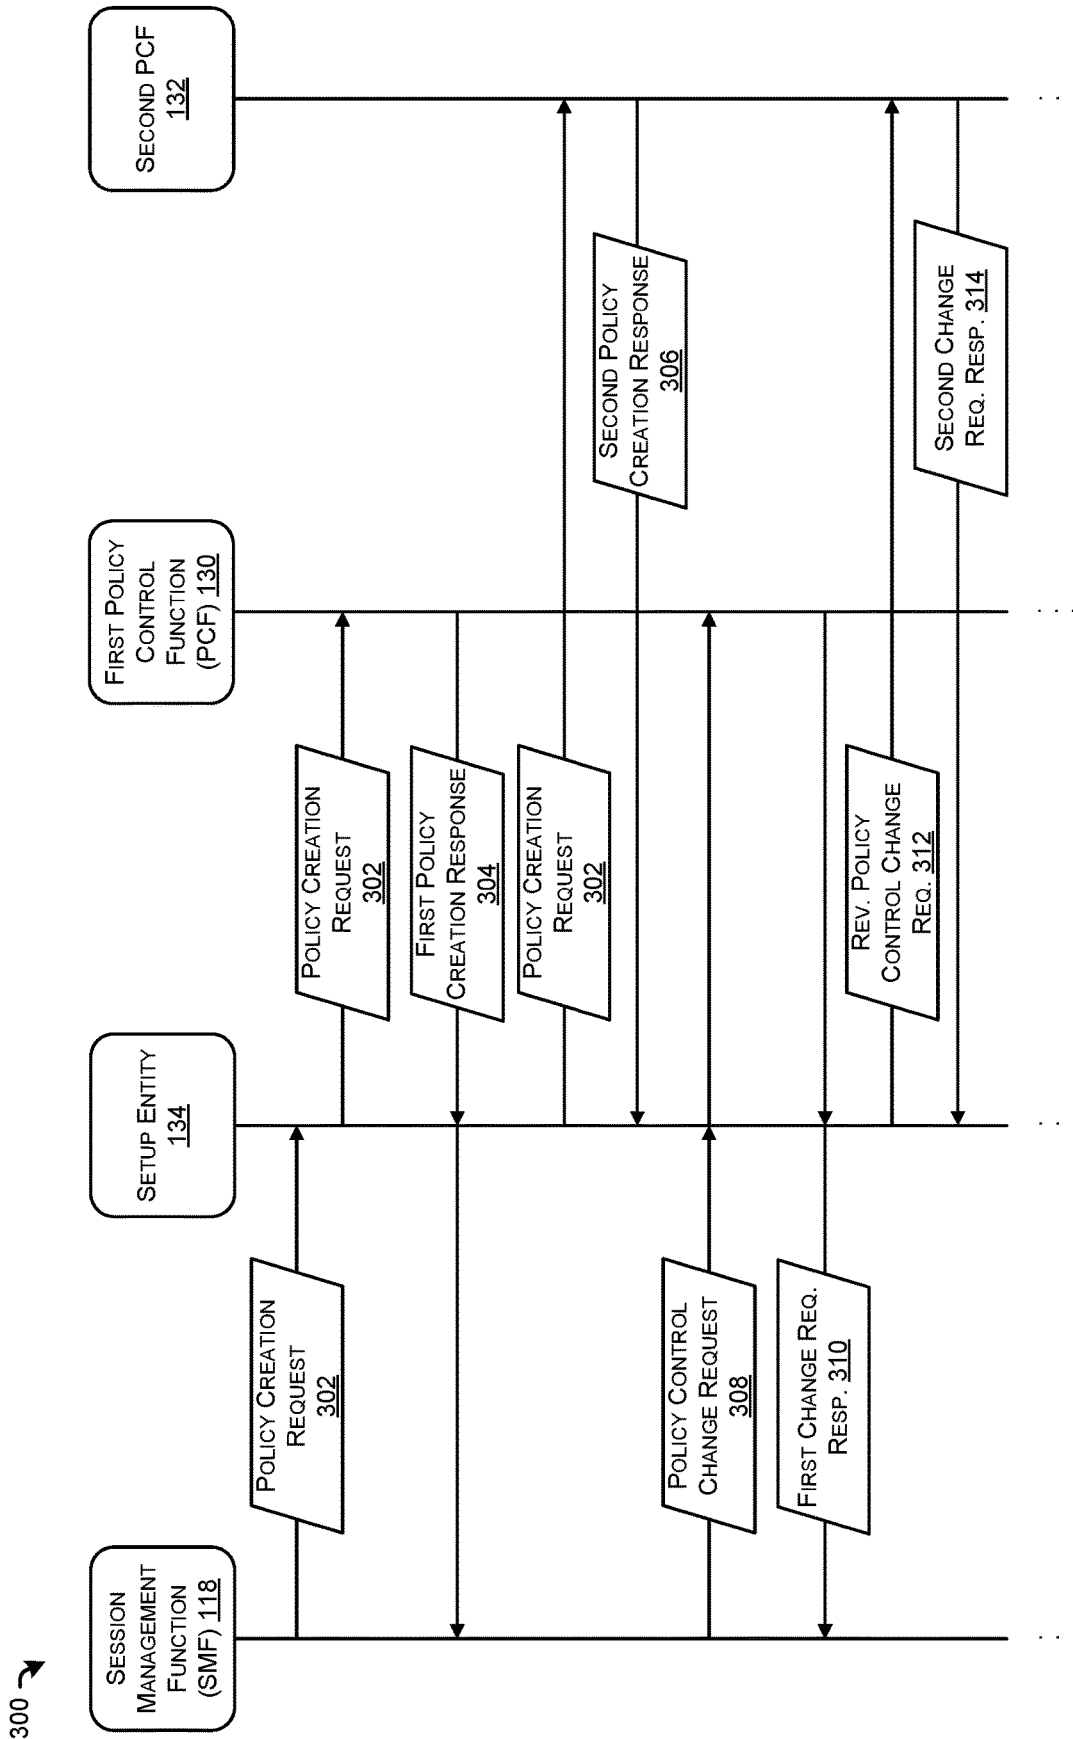 300
SESSION
MANAGEMENT
FUNCTION
(SMF) 118
SETUP ENTITY
134
FIRST POLICY
CONTROL
FUNCTION
(PCF) 130
SECOND PCF
132
POLICY CREATION
REQUEST
302
POLICY CREATION
REQUEST
302
FIRST POLICY
CREATION RESPONSE
304
POLICY CREATION
REQUEST
302
SECOND POLICY
CREATION RESPONSE
306
POLICY CONTROL
CHANGE REQUEST
308
FIRST CHANGE REQ.
RESP. 310
REV. POLICY
CONTROL CHANGE
REQ. 312
SECOND CHANGE
REQ. RESP. 314